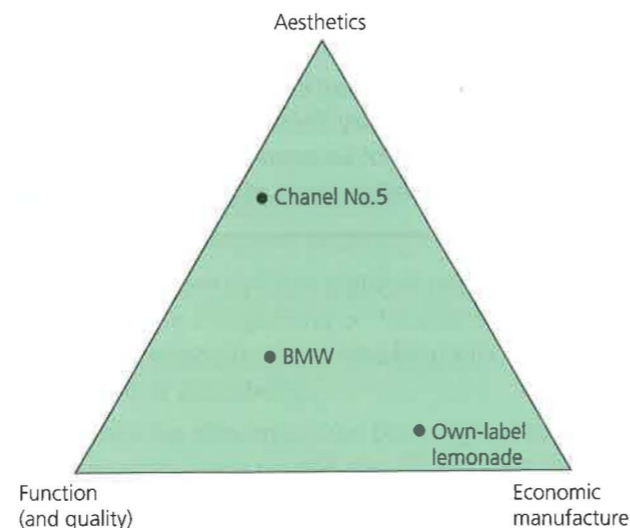 Aesthetics
Chanel No.5
BMW
Own-label
lemonade
Function
(and quality)
Economic
manufacture